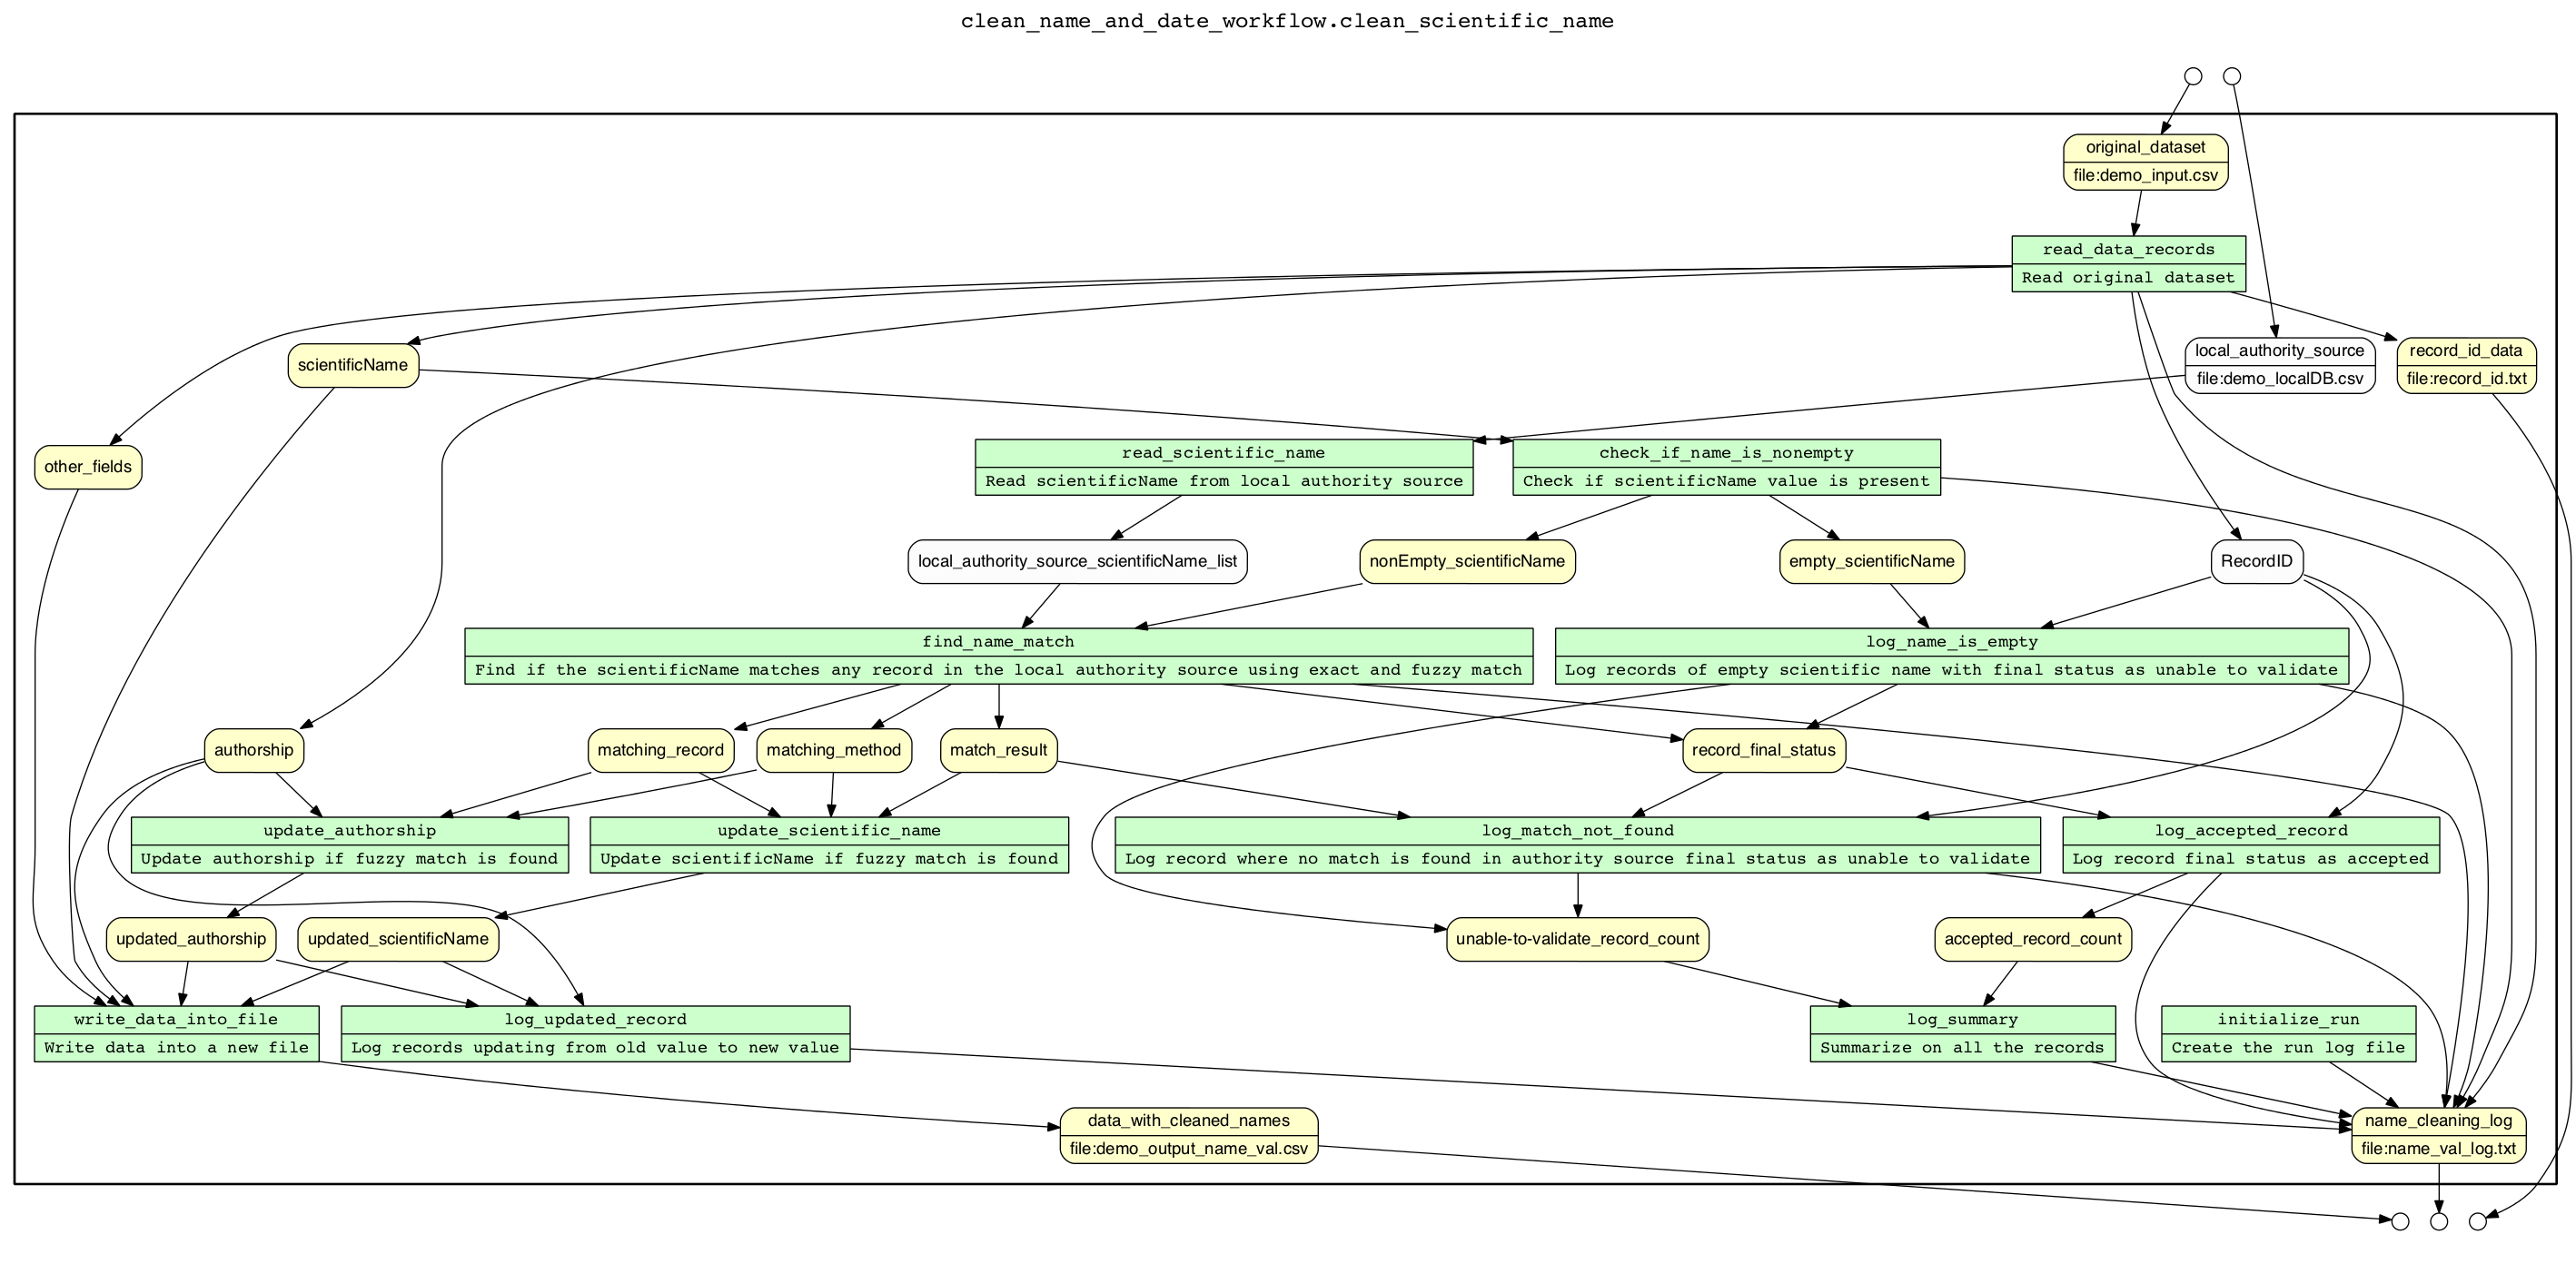 clean_name_and_date_workflow.clean_scientific_name
original_dataset
file:demo_input.csv
read_data_records
Read original dataset
scientificName
local_authority_source
file:demo_localDB.csv
record_id_data
file:record_id.txt
other_fields
read_scientific_name
Read scientificName from local authority source
check_if_name_is_nonempty
Check if scientificName value is present
local_authority_source_scientificName_list
nonEmpty_scientificName
empty_scientificName
RecordID
find_name_match
Find if the scientificName matches any record in the local authority source using exact and fuzzy match
log_name_is_empty
Log records of empty scientific name with final status as unable to validate
authorship
matching_record
matching_method
match_result
record_final_status
update_authorship
Update authorship if fuzzy match is found
update_scientific_name
Update scientificName if fuzzy match is found
log_match_not_found
Log record where no match is found in authority source final status as unable to validate
log_accepted_record
Log record final status as accepted
updated_authorship
updated_scientificName
unable-to-validate_record_count
accepted_record_count
write_data_into_file
Write data into a new file
log_updated_record
Log records updating from old value to new value
log_summary
Summarize on all the records
initialize_run
Create the run log file
data_with_cleaned_names
file:demo_output_name_val.csv
name_cleaning_log
file:name_val_log.txt